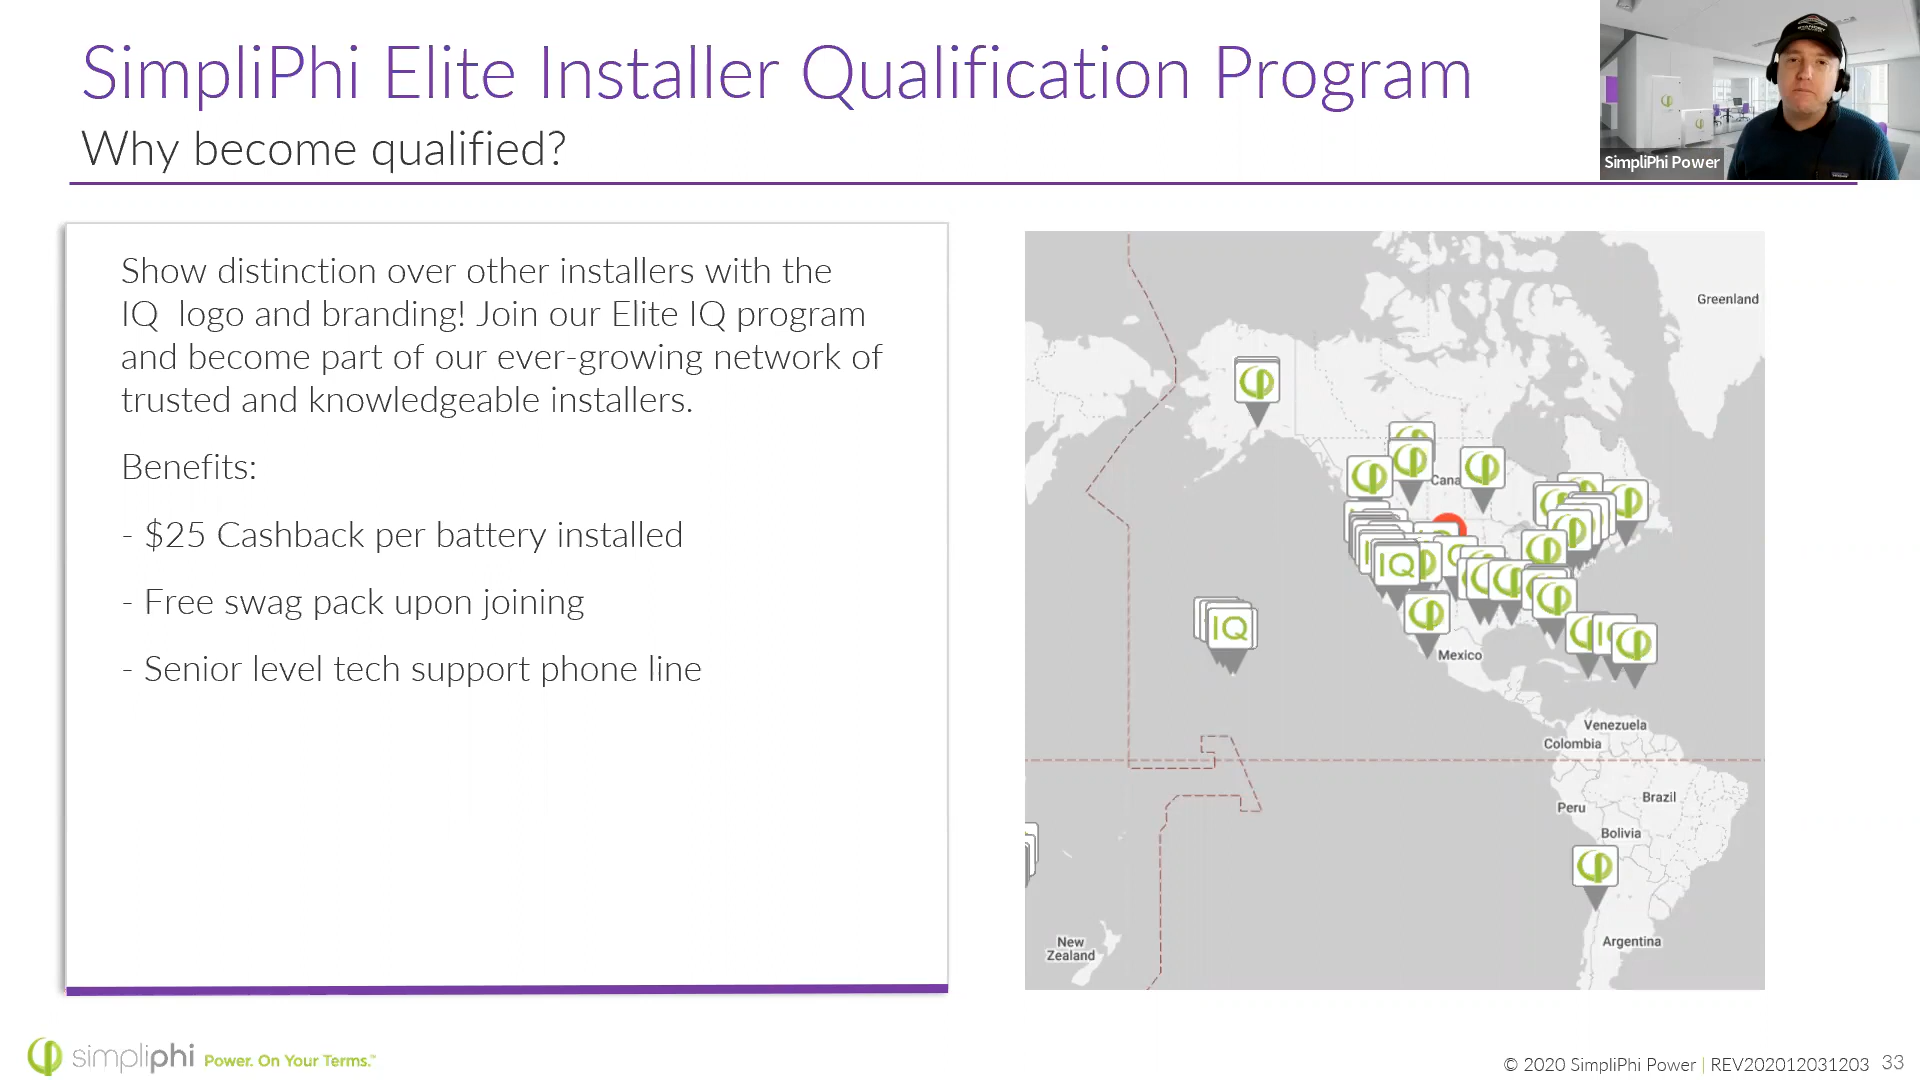 SimpliPhi Elite Installer Qualification Program
Why become qualified?
SimpliPhi Power
Show distinction over other installers with the
IQ  logo and branding! Join our Elite IQ program
and become part of our ever-growing network of
trusted and knowledgeable installers.
Benefits:
- $25 Cashback per battery installed
- Free swag pack upon joining
- Senior level tech support phone line
Greenland
Cana
IQ
IQ
Mexico
Venezuela
Colombia
Brazil
Peru
Bolivia
Argentina
New
Zealand
simpliphi Power. On Your Terms.™
© 2020 SimpliPhi Power | REV202012031203 33